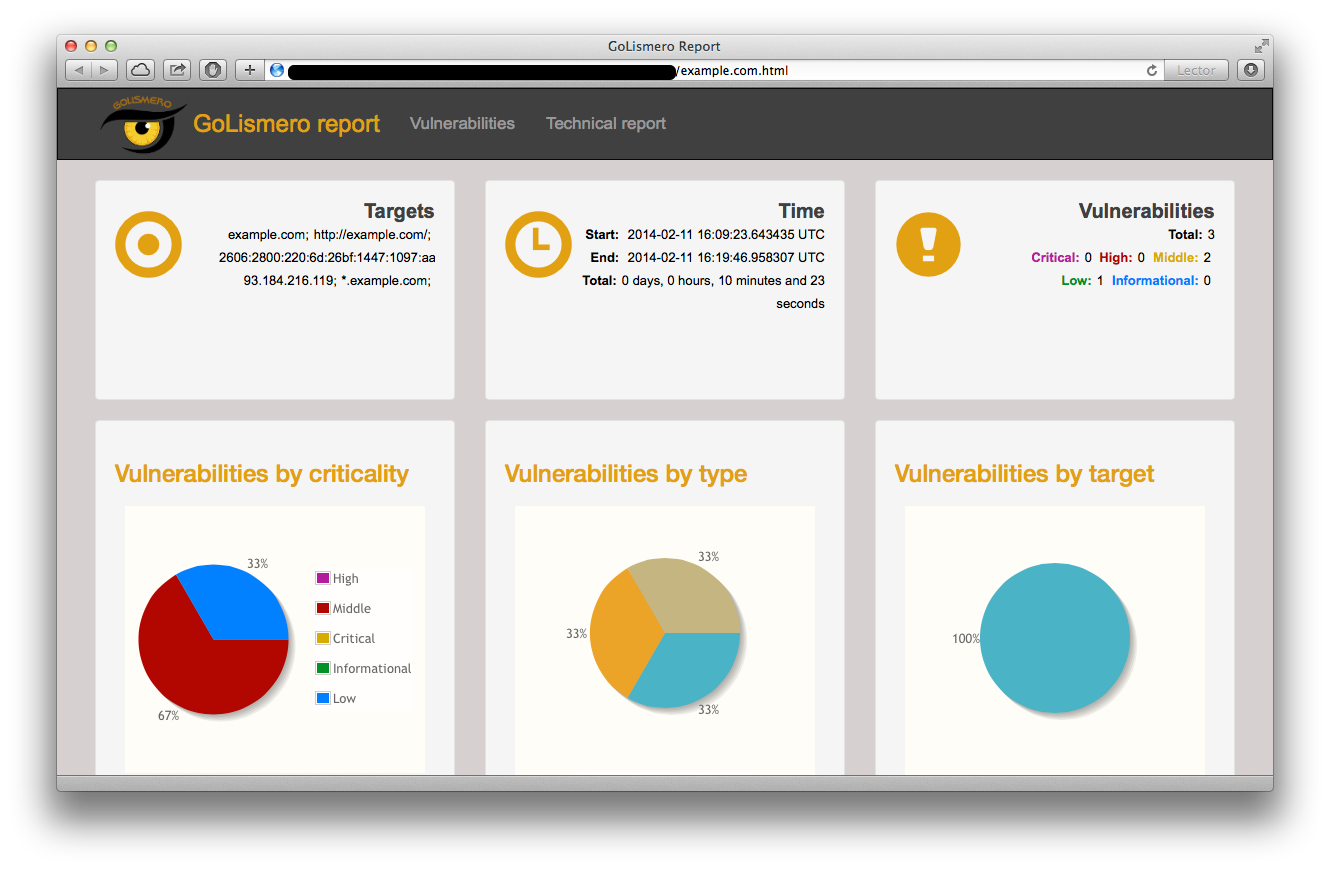 GoLismero Report
/example.com.html
Lector
GOLISMERO
GoLismero report
Vulnerabilities
Technical report
Targets
example.com; http://example.com/;
2606:2800:220:6d:26bf:1447:1097:aa
93.184.216.119; *.example.com;
Time
Start: 2014-02-11 16:09:23.643435 UTC
End: 2014-02-11 16:19:46.958307 UTC
Total: 0 days, 0 hours, 10 minutes and 23
seconds
Vulnerabilities
Total: 3
Critical: 0 High: 0 Middle: 2
Low: 1 Informational: 0
Vulnerabilities by criticality
33%
67%
High
Middle
Critical
Informational
Low
Vulnerabilities by type
33%
33%
33%
Vulnerabilities by target
100%